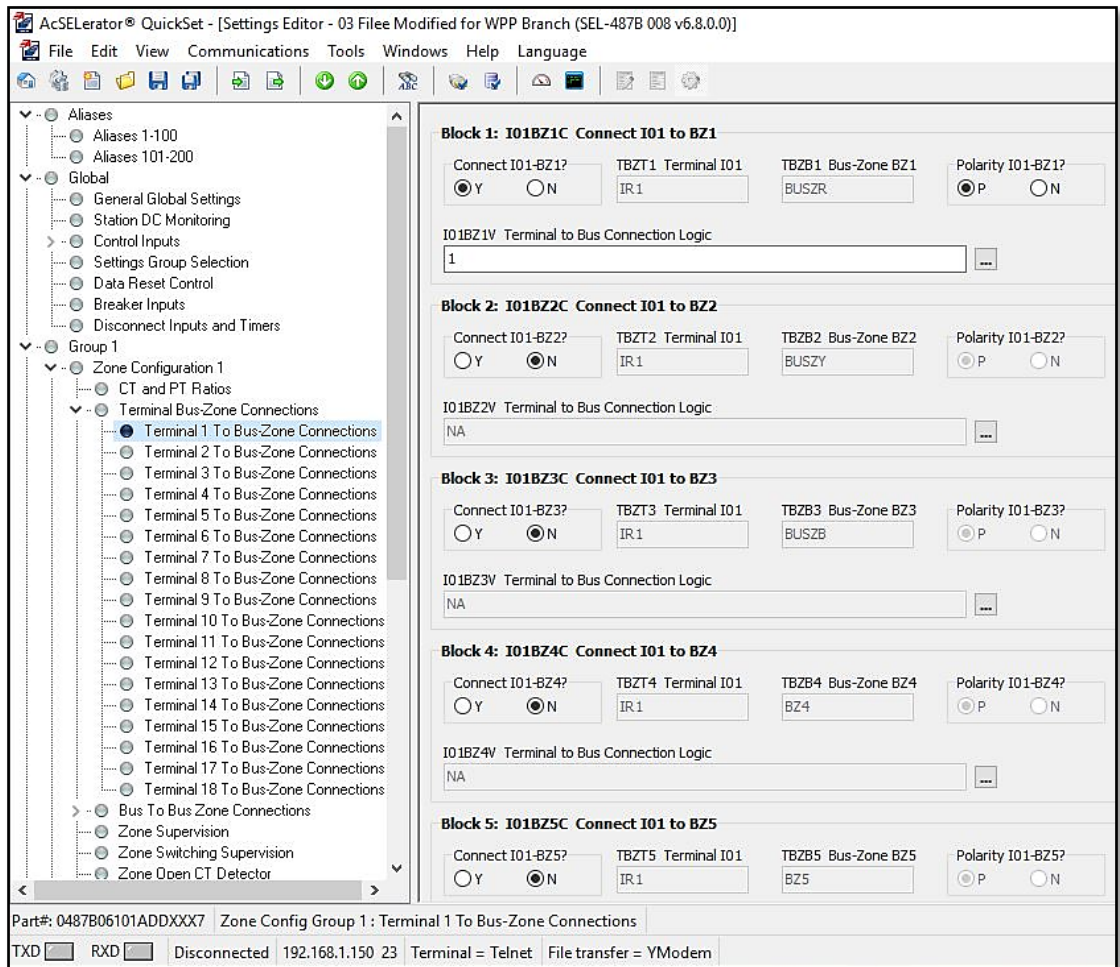 AcSELerator® QuickSet - [Settings Editor - 03 Filee Modified for WPP Branch (SEL-487B 008 v6.8.0.0)]
File Edit View Communications Tools Windows Help Language
Aliases
Aliases 1-100
Aliases 101-200
Global
General Global Settings
Station DC Monitoring
Control Inputs
Settings Group Selection
Data Reset Control
Breaker Inputs
Disconnect Inputs and Timers
Group 1
Zone Configuration 1
CT and PT Ratios
Terminal Bus-Zone Connections
Terminal 1 To Bus-Zone Connections
Terminal 2 To Bus-Zone Connections
Terminal 3 To Bus-Zone Connections
Terminal 4 To Bus-Zone Connections
Terminal 5 To Bus-Zone Connections
Terminal 6 To Bus-Zone Connections
Terminal 7 To Bus-Zone Connections
Terminal 8 To Bus-Zone Connections
Terminal 9 To Bus-Zone Connections
Terminal 10 To Bus-Zone Connections
Terminal 11 To Bus-Zone Connections
Terminal 12 To Bus-Zone Connections
Terminal 13 To Bus-Zone Connections
Terminal 14 To Bus-Zone Connections
Terminal 15 To Bus-Zone Connections
Terminal 16 To Bus-Zone Connections
Terminal 17 To Bus-Zone Connections
Terminal 18 To Bus-Zone Connections
Bus To Bus Zone Connections
Zone Supervision
Zone Switching Supervision
Zone Open CT Detector
Block 1: I01BZ1C Connect I01 to BZ1
Connect I01-BZ1? TBZT1 Terminal I01 TBZB1 Bus-Zone BZ1 Polarity I01-BZ1?
Y N IR1 BUSZR P N
I01BZ1V Terminal to Bus Connection Logic
1 ...
Block 2: I01BZ2C Connect I01 to BZ2
Connect I01-BZ2? TBZT2 Terminal I01 TBZB2 Bus-Zone BZ2 Polarity I01-BZ2?
Y N IR1 BUSZY P N
I01BZ2V Terminal to Bus Connection Logic
NA ...
Block 3: I01BZ3C Connect I01 to BZ3
Connect I01-BZ3? TBZT3 Terminal I01 TBZB3 Bus-Zone BZ3 Polarity I01-BZ3?
Y N IR1 BUSZB P N
I01BZ3V Terminal to Bus Connection Logic
NA ...
Block 4: I01BZ4C Connect I01 to BZ4
Connect I01-BZ4? TBZT4 Terminal I01 TBZB4 Bus-Zone BZ4 Polarity I01-BZ4?
Y N IR1 BZ4 P N
I01BZ4V Terminal to Bus Connection Logic
NA ...
Block 5: I01BZ5C Connect I01 to BZ5
Connect I01-BZ5? TBZT5 Terminal I01 TBZB5 Bus-Zone BZ5 Polarity I01-BZ5?
Y N IR1 BZ5 P N
Part#: 0487B06101ADDXXX7 Zone Config Group 1 : Terminal 1 To Bus-Zone Connections
TXD RXD Disconnected 192.168.1.150 23 Terminal = Telnet File transfer = YModem